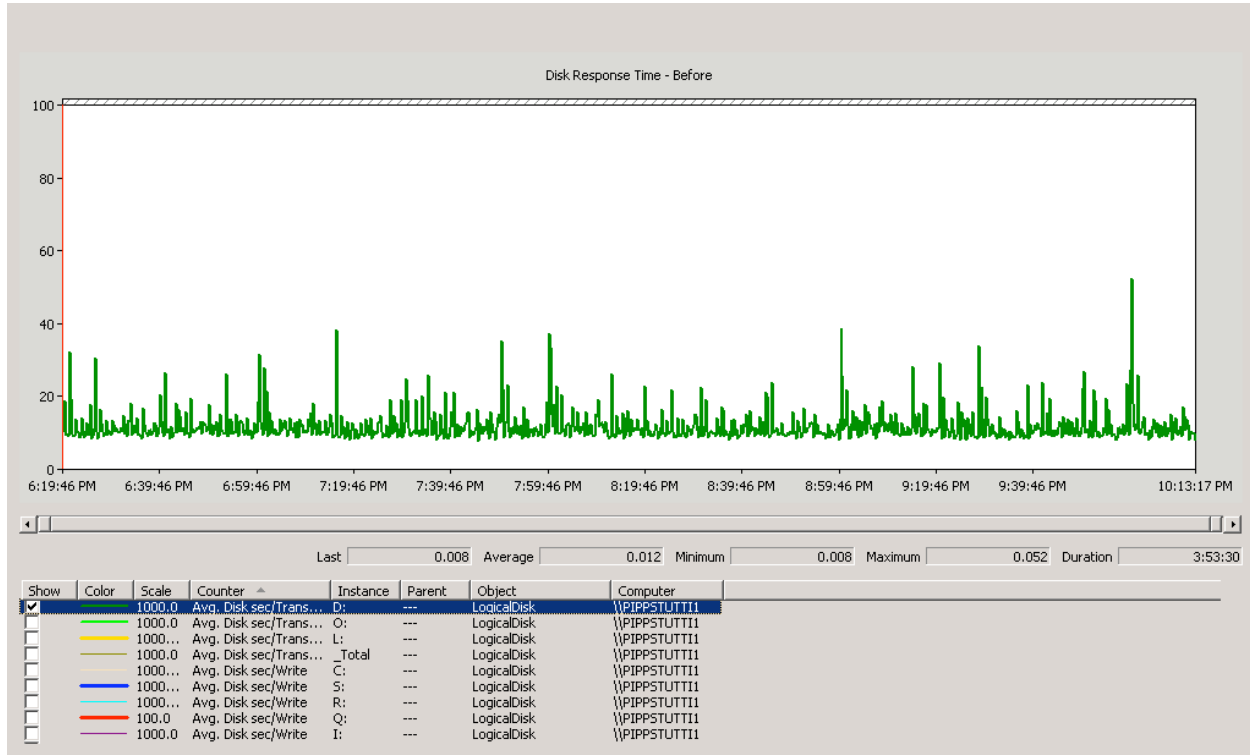 Disk Response Time - Before
100
80
60
40
20
0
6:19:46 PM 6:39:46 PM 6:59:46 PM 7:19:46 PM 7:39:46 PM 7:59:46 PM 8:19:46 PM 8:39:46 PM 8:59:46 PM 9:19:46 PM 9:39:46 PM 10:13:17 PM
Last 0.008 Average 0.012 Minimum 0.008 Maximum 0.052 Duration 3:53:30
Show Color Scale Counter Instance Parent Object Computer
1000.0 Avg. Disk sec/Trans... D: --- LogicalDisk \\PIPPSTUTTI1
1000.0 Avg. Disk sec/Trans... O: --- LogicalDisk \\PIPPSTUTTI1
1000... Avg. Disk sec/Trans... L: --- LogicalDisk \\PIPPSTUTTI1
1000.0 Avg. Disk sec/Trans... _Total --- LogicalDisk \\PIPPSTUTTI1
1000... Avg. Disk sec/Write C: --- LogicalDisk \\PIPPSTUTTI1
1000... Avg. Disk sec/Write S: --- LogicalDisk \\PIPPSTUTTI1
1000... Avg. Disk sec/Write R: --- LogicalDisk \\PIPPSTUTTI1
100.0 Avg. Disk sec/Write Q: --- LogicalDisk \\PIPPSTUTTI1
1000.0 Avg. Disk sec/Write I: --- LogicalDisk \\PIPPSTUTTI1